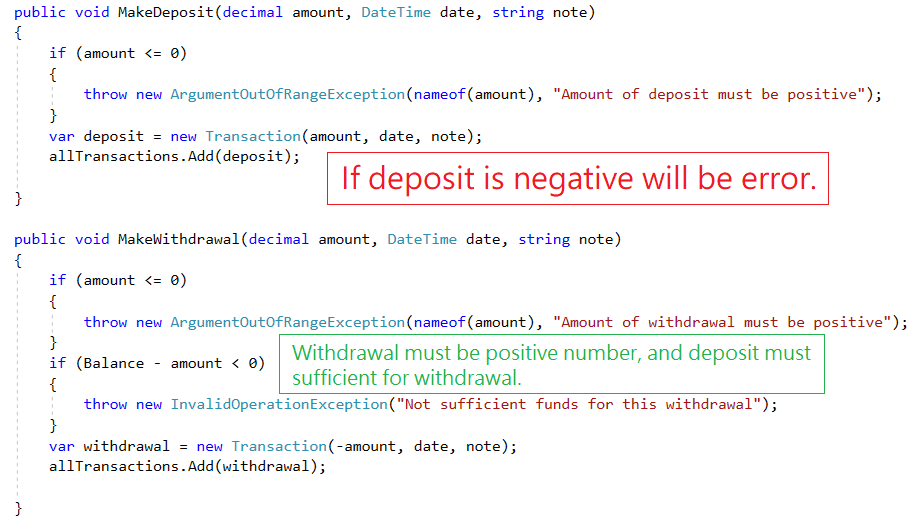 public void MakeDeposit(decimal amount, DateTime date, string note)
{
if (amount <= 0)
{
throw new ArgumentOutOfRangeException(nameof(amount), "Amount of deposit must be positive");
}
var deposit = new Transaction(amount, date, note);
allTransactions.Add(deposit);
If deposit is negative will be error.
}
public void MakeWithdrawal(decimal amount, DateTime date, string note)
{
if (amount <= 0)
{
throw new ArgumentOutOfRangeException(nameof(amount), "Amount of withdrawal must be positive");
}
if (Balance - amount < 0)
Withdrawal must be positive number, and deposit must
sufficient for withdrawal.
{
throw new InvalidOperationException("Not sufficient funds for this withdrawal");
}
var withdrawal = new Transaction(-amount, date, note);
allTransactions.Add(withdrawal);
}